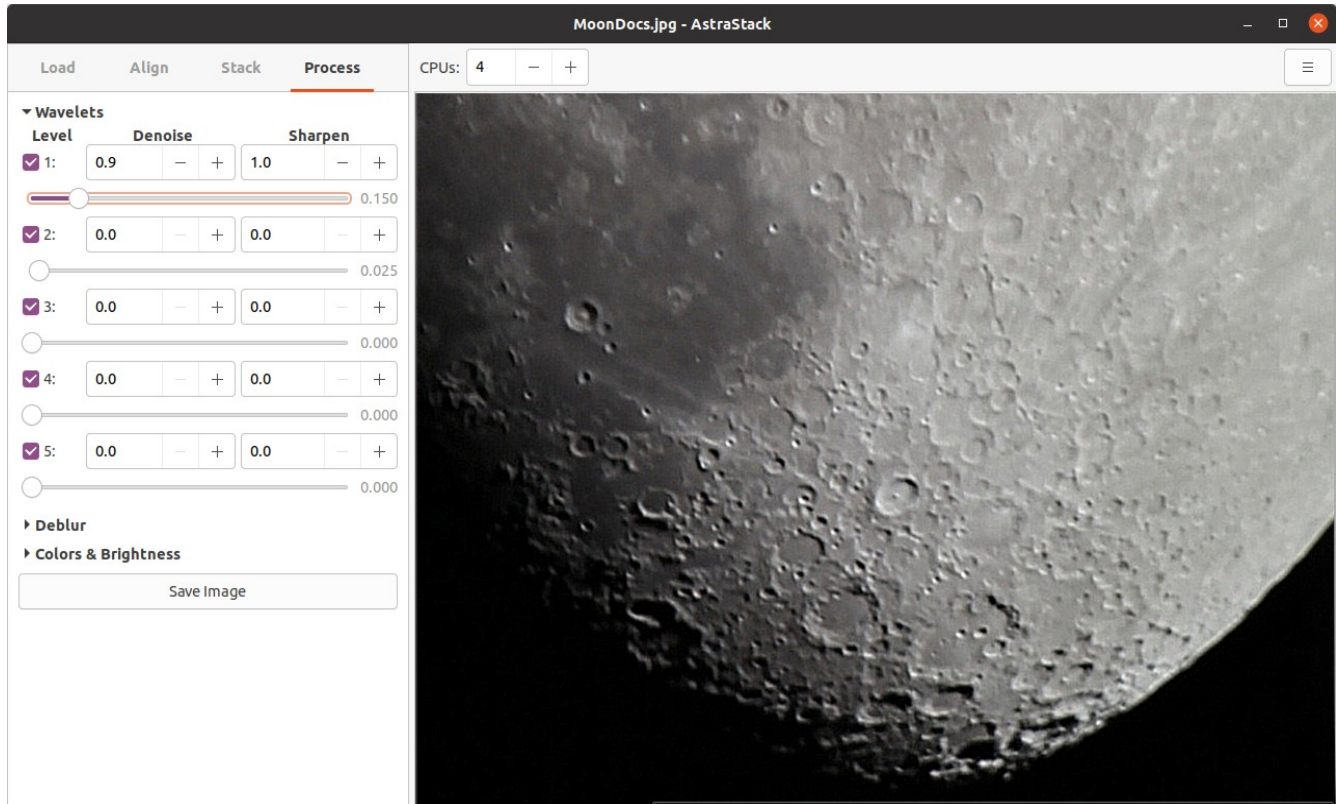 MoonDocs.jpg - AstraStack
Load Align Stack Process
CPUs: 4
Wavelets
Level Denoise Sharpen
1: 0.9 1.0
0.150
2: 0.0 0.0
0.025
3: 0.0 0.0
0.000
4: 0.0 0.0
0.000
5: 0.0 0.0
0.000
Deblur
Colors & Brightness
Save Image